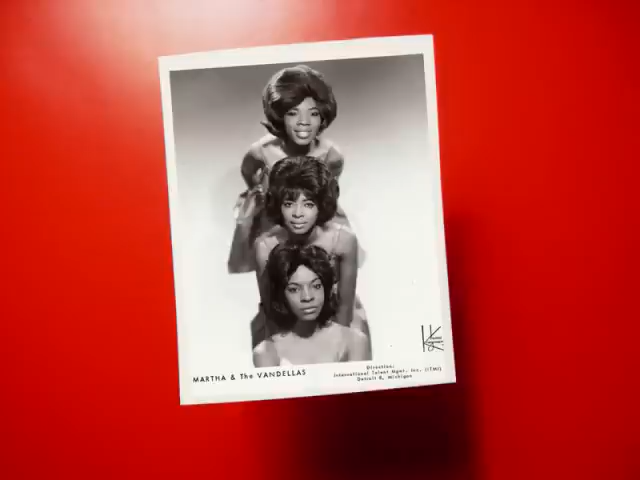 MARTHA & The VANDELLAS
Direction:
International Talent Mgmt. Inc. (ITMI)
Detroit 8, Michigan